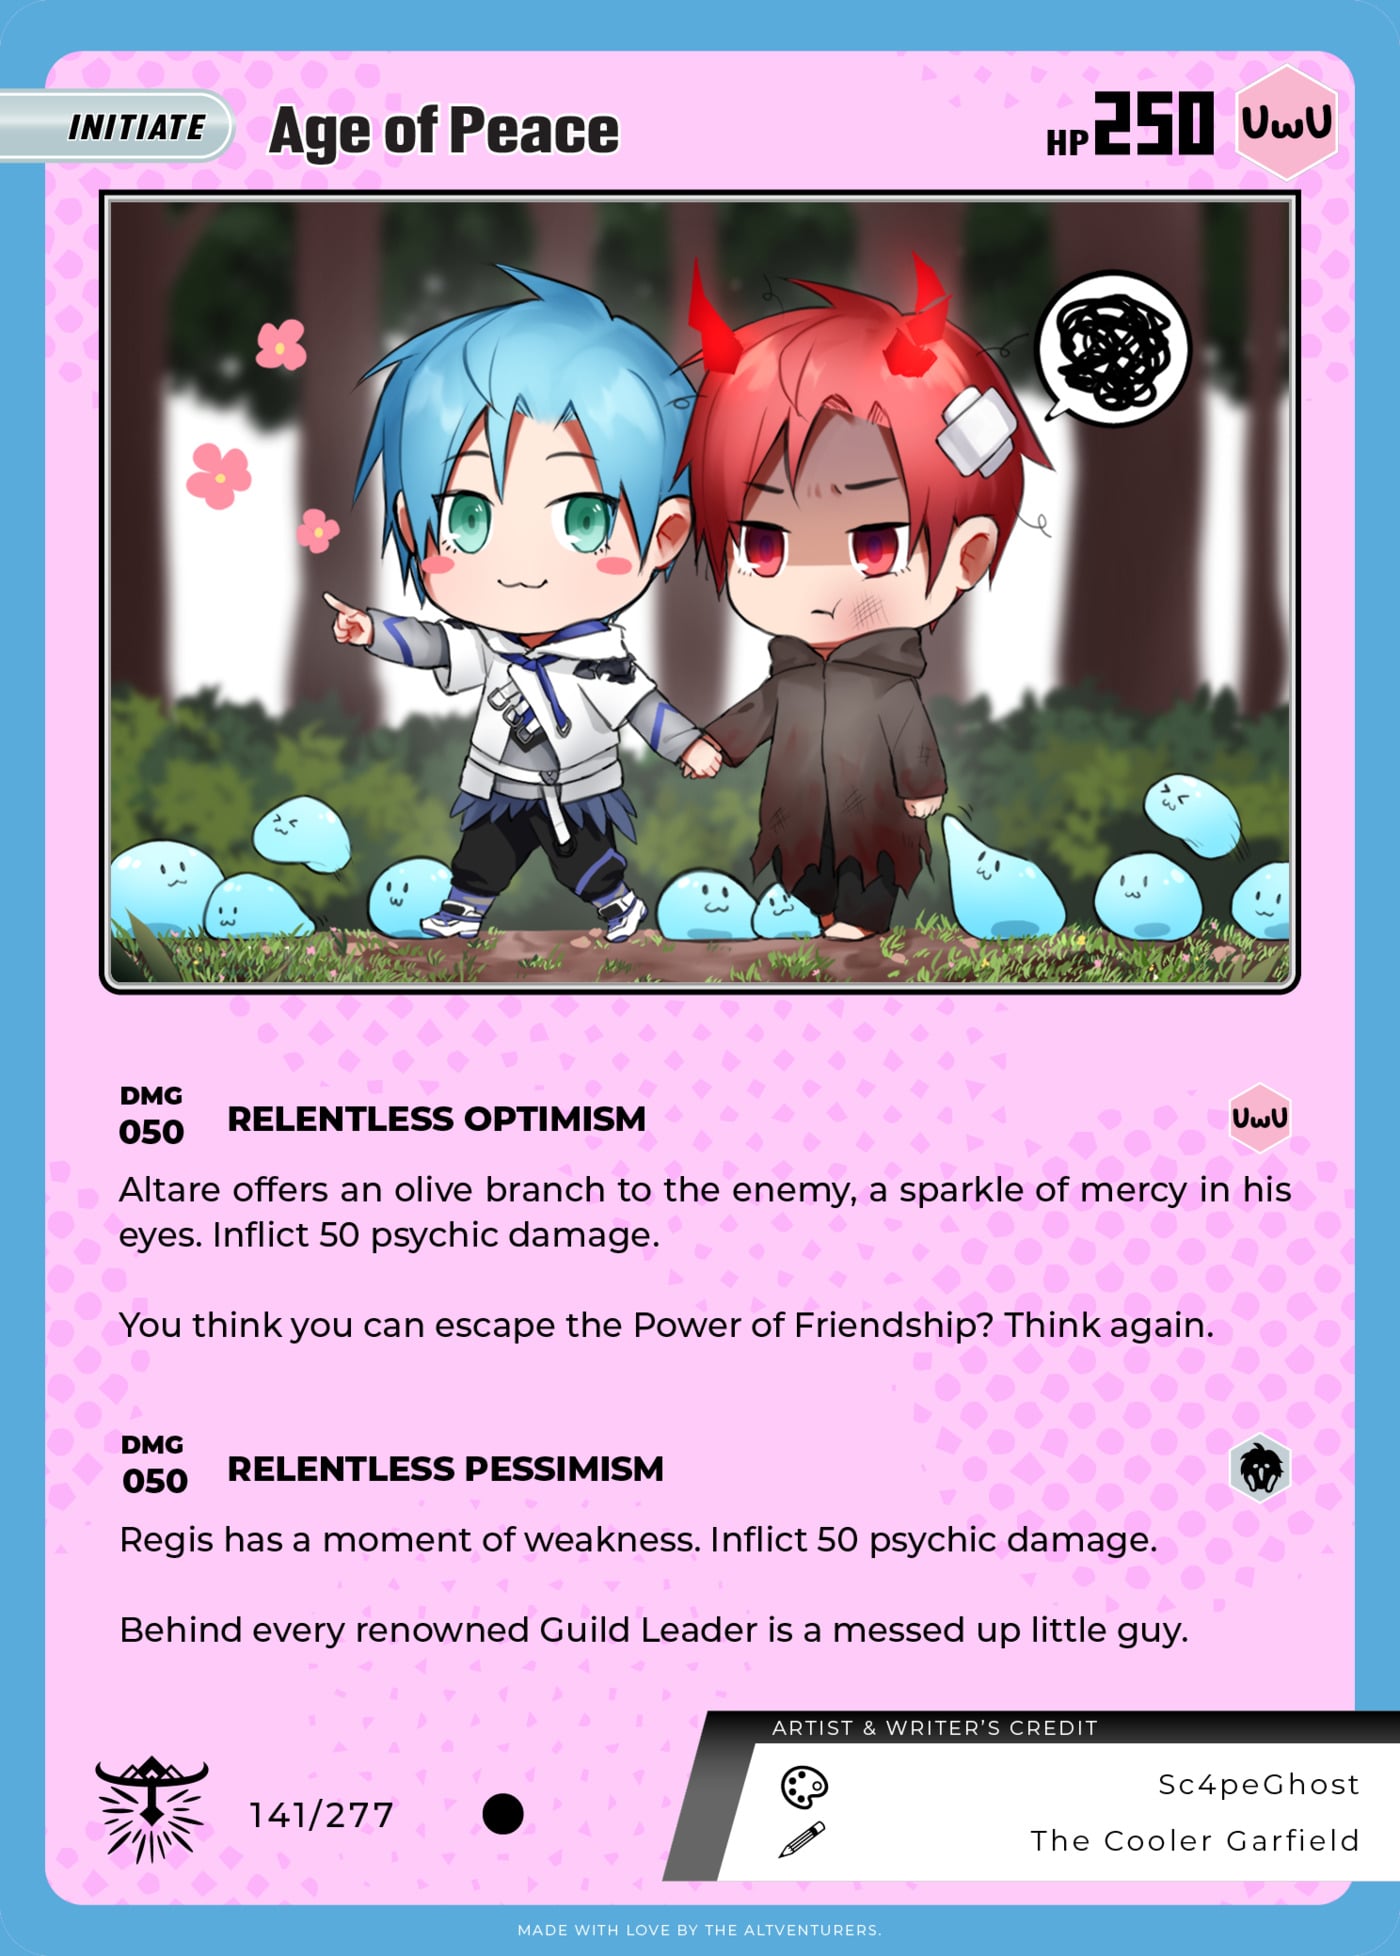 INITIATE
Age of Peace
HP 250
UwU
DMG
050
RELENTLESS OPTIMISM
UwU
Altare offers an olive branch to the enemy, a sparkle of mercy in his
eyes. Inflict 50 psychic damage.
You think you can escape the Power of Friendship? Think again.
DMG
050
RELENTLESS PESSIMISM
Regis has a moment of weakness. Inflict 50 psychic damage.
Behind every renowned Guild Leader is a messed up little guy.
ARTIST & WRITER'S CREDIT
Sc4peGhost
The Cooler Garfield
141/277
MADE WITH LOVE BY THE ALTVENTURERS.